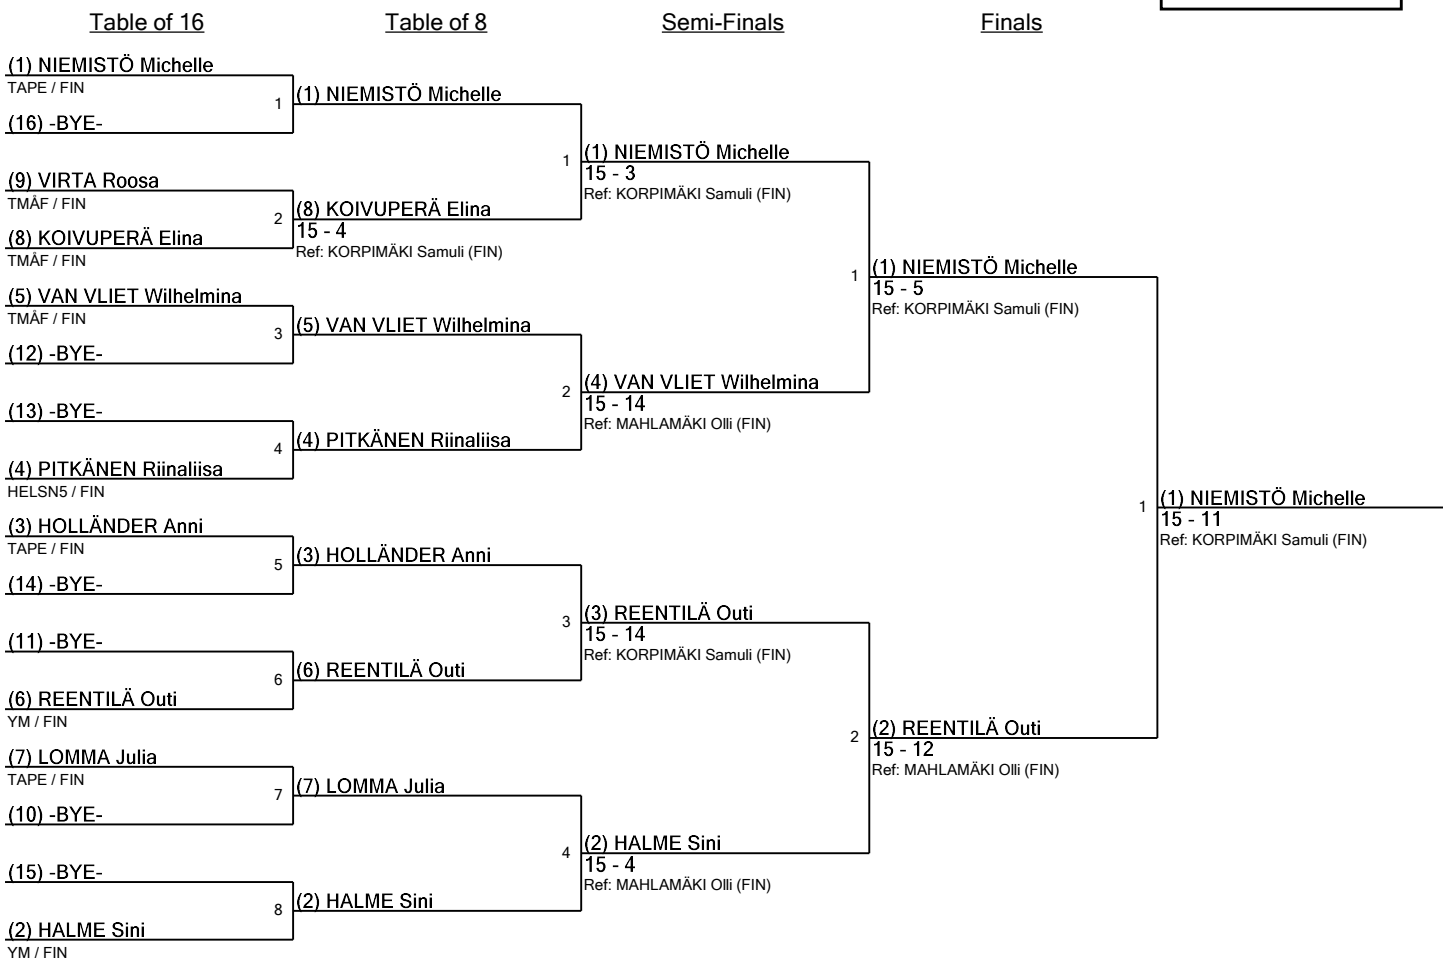 Table of 16
Table of 8
Semi-Finals
Finals
(1) NIEMISTÖ Michelle
TAPE / FIN
(16) -BYE-
(9) VIRTA Roosa
TMÅF / FIN
(8) KOIVUPERÄ Elina
TMÅF / FIN
(5) VAN VLIET Wilhelmina
TMÅF / FIN
(12) -BYE-
(13) -BYE-
(4) PITKÄNEN Riinaliisa
HELSN5 / FIN
(3) HOLLÄNDER Anni
TAPE / FIN
(14) -BYE-
(11) -BYE-
(6) REENTILÄ Outi
YM / FIN
(7) LOMMA Julia
TAPE / FIN
(10) -BYE-
(15) -BYE-
(2) HALME Sini
YM / FIN
1
(1) NIEMISTÖ Michelle
2
(8) KOIVUPERÄ Elina
15 - 4
Ref: KORPIMÄKI Samuli (FIN)
3
(5) VAN VLIET Wilhelmina
4
(4) PITKÄNEN Riinaliisa
5
(3) HOLLÄNDER Anni
6
(6) REENTILÄ Outi
7
(7) LOMMA Julia
8
(2) HALME Sini
1
(1) NIEMISTÖ Michelle
15 - 3
Ref: KORPIMÄKI Samuli (FIN)
2
(4) VAN VLIET Wilhelmina
15 - 14
Ref: MAHLAMÄKI Olli (FIN)
3
(3) REENTILÄ Outi
15 - 14
Ref: KORPIMÄKI Samuli (FIN)
4
(2) HALME Sini
15 - 4
Ref: MAHLAMÄKI Olli (FIN)
1
(1) NIEMISTÖ Michelle
15 - 5
Ref: KORPIMÄKI Samuli (FIN)
2
(2) REENTILÄ Outi
15 - 12
Ref: MAHLAMÄKI Olli (FIN)
1
(1) NIEMISTÖ Michelle
15 - 11
Ref: KORPIMÄKI Samuli (FIN)